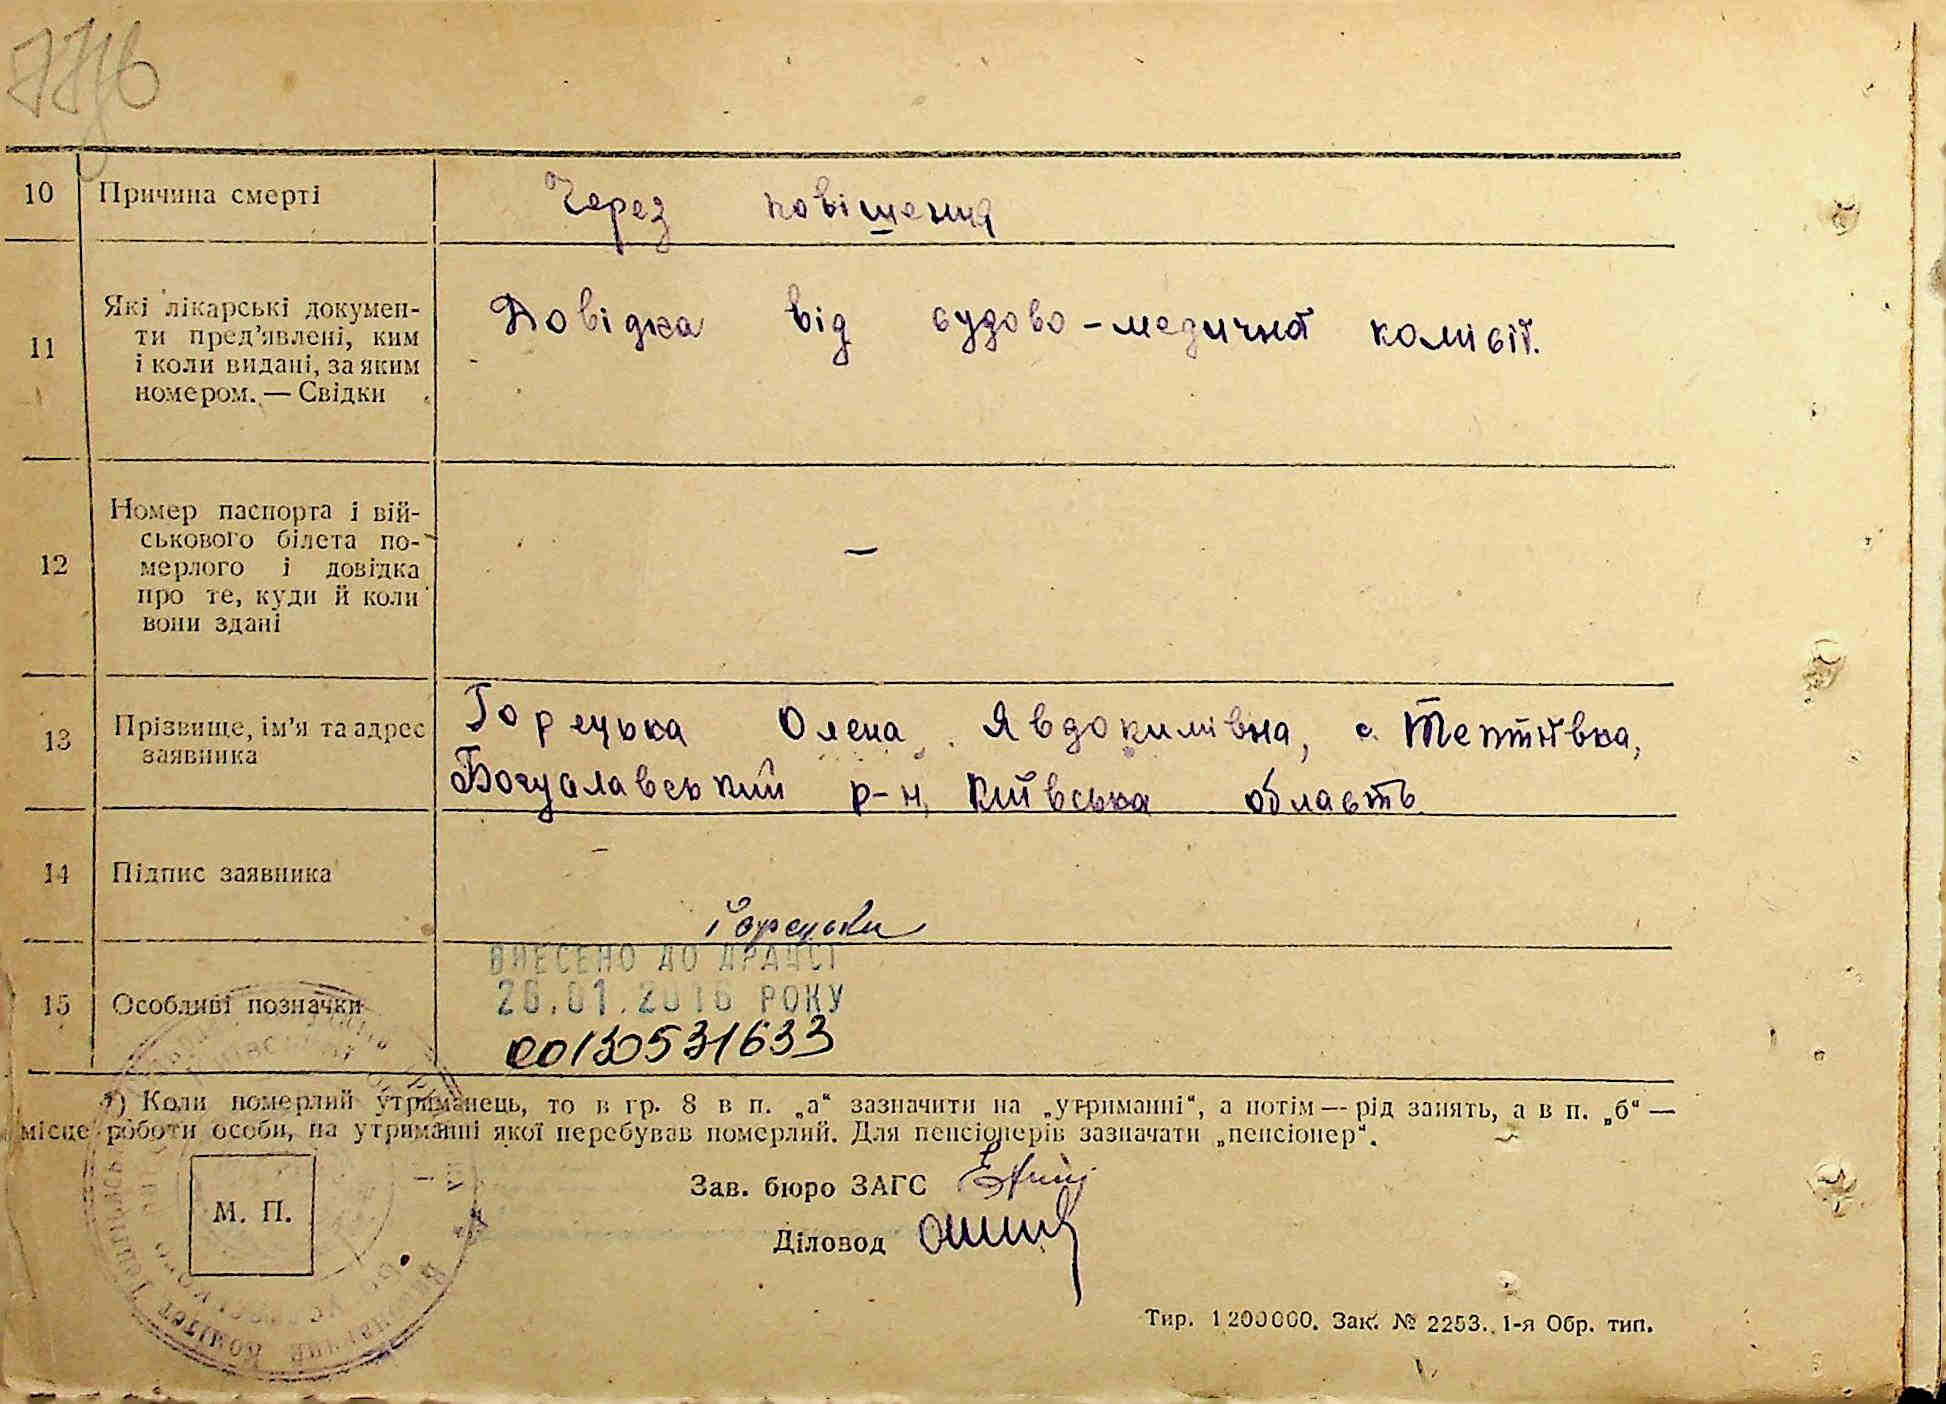 10 Причина смерті Через повішення
11 Які лікарські докумен-
ти пред'явлені, ким
і коли видані, за яким
номером. — Свідки
Довідка від судово-медичної комісії.
12 Номер паспорта і вій-
ськового білета по-
мерлого і довідка
про те, куди й коли
вони здані
—
13 Прізвище, ім'я та адрес
заявника
Горецька Олена Явдокимівна, с. Тептіївка,
Богуславський р-н, Київська область
14 Підпис заявника
Горецька
15 Особливі позначки
ВНЕСЕНО ДО ДРАЦСГ
26.01.2016 РОКУ
00130531633
*) Коли померлий утриманець, то в гр. 8 в п. „а“ зазначити на „утриманні“, а потім — рід занять, а в п. „б“ —
місце роботи особи, на утриманні якої перебував померлий. Для пенсіонерів зазначати „пенсіонер“.
Зав. бюро ЗАГС
М. П.
Діловод
Тир. 1200000. Зак. № 2253. 1-я Обр. тип.